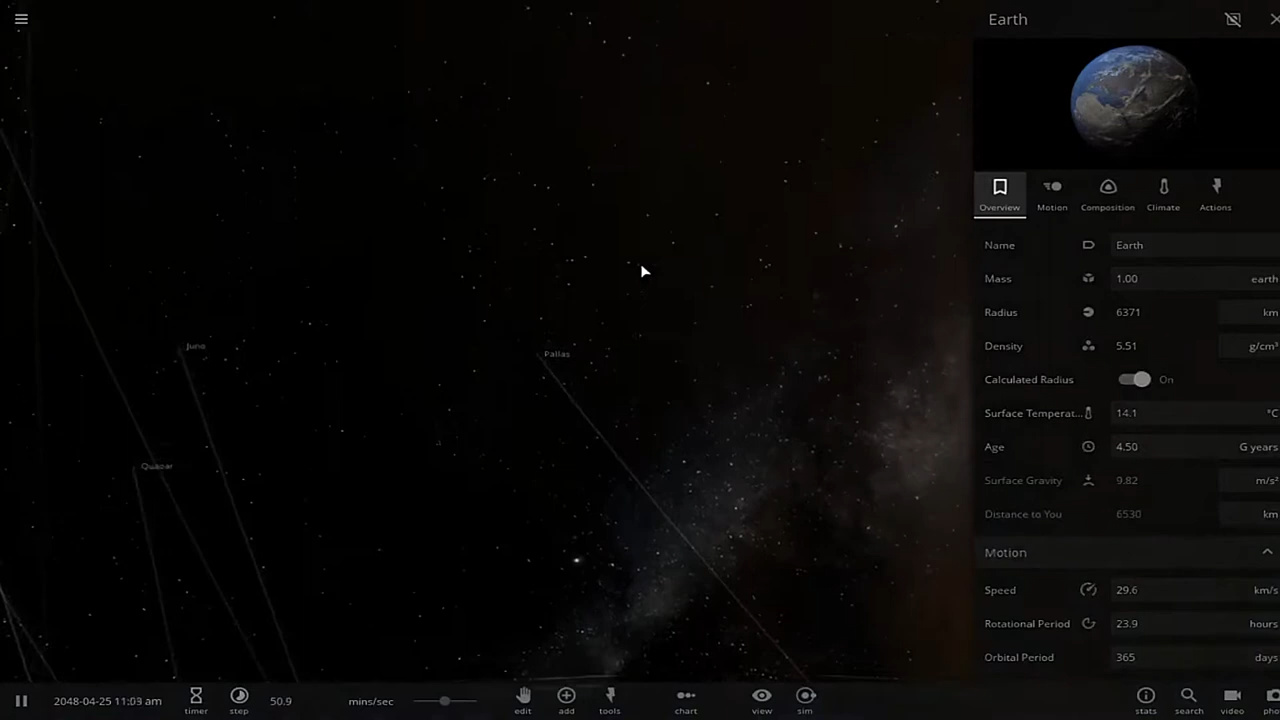 Earth
Overview Motion Composition Climate Actions
Name Earth
Mass 1.00 earth
Radius 6371 km
Density 5.51 g/cm³
Calculated Radius On
Surface Temperat... 14.1 °C
Age 4.50 G years
Surface Gravity 9.82 m/s²
Distance to You 6530 km
Motion
Speed 29.6 km/s
Rotational Period 23.9 hours
Orbital Period 365 days
Juno
Pallas
Quaoar
2048-04-25 11:03 am timer step 50.9 mins/sec edit add tools chart view sim stats search video pho